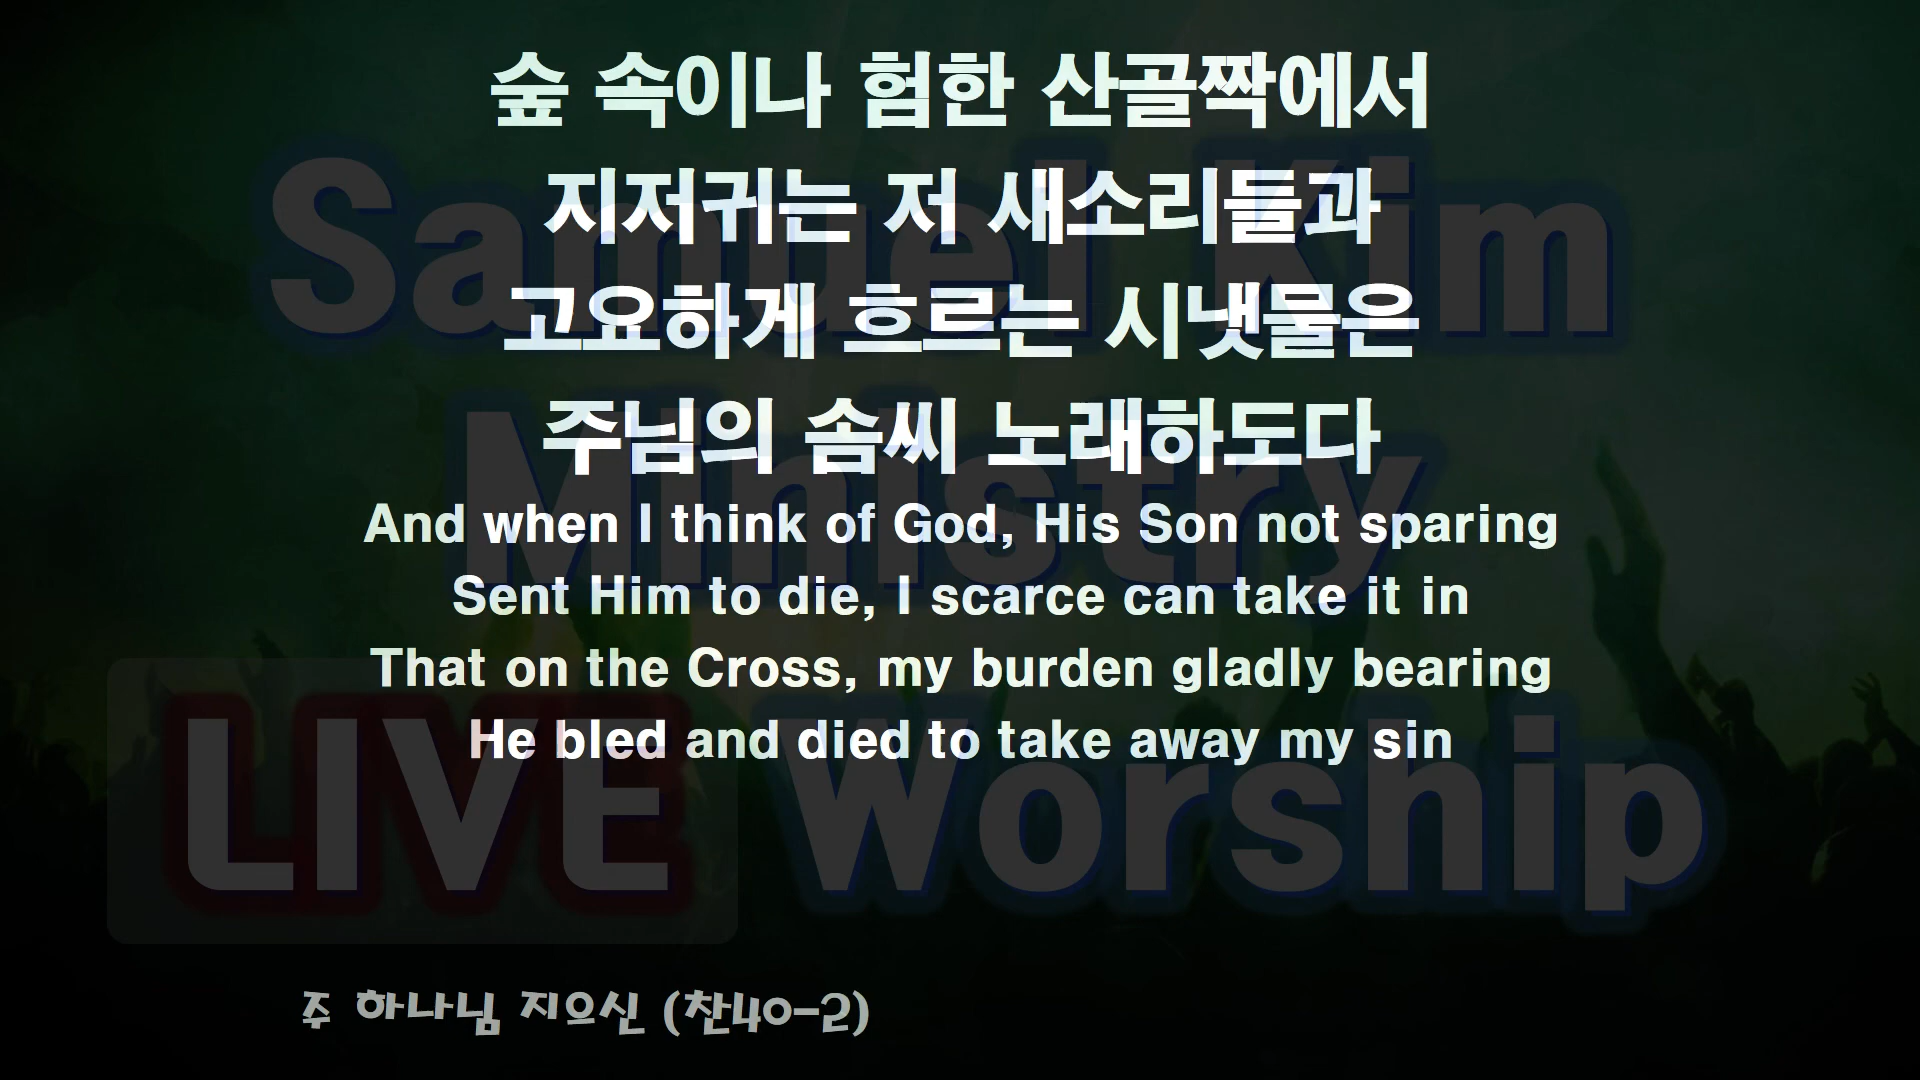 숲 속이나 험한 산골짝에서
지저귀는 저 새소리들과
고요하게 흐르는 시냇물은
주님의 솜씨 노래하도다
And when I think of God, His Son not sparing
Sent Him to die, I scarce can take it in
That on the Cross, my burden gladly bearing
He bled and died to take away my sin
Samuel Kim
Ministry
LIVE Worship
주 하나님 지으신 (찬40-2)